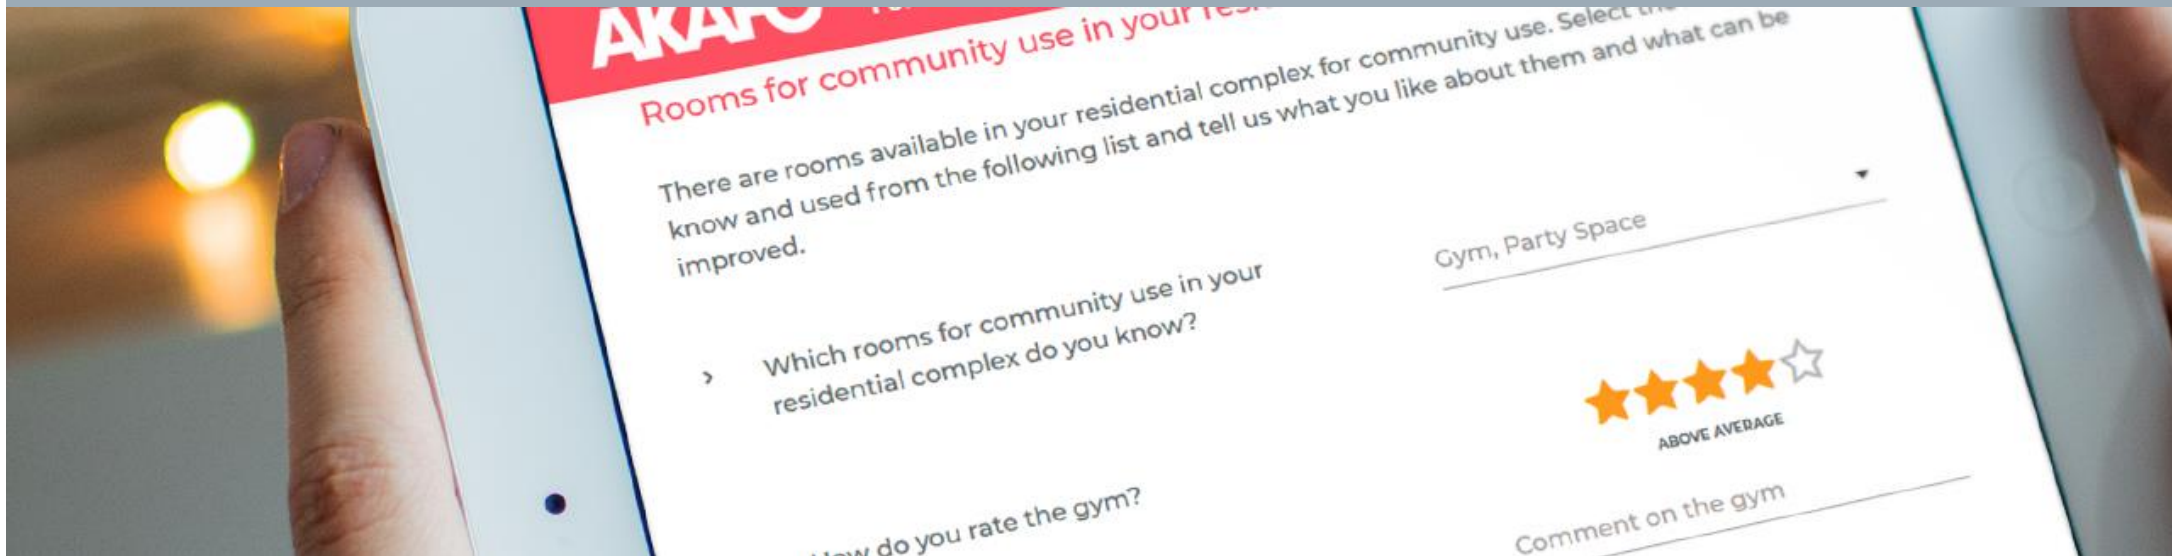 AKAFO
Rooms for community use in your
There are rooms available in your residential complex for community use. Select
know and used from the following list and tell us what you like about them and what can be
improved.
Gym, Party Space
Which rooms for community use in your
residential complex do you know?
ABOVE AVERAGE
How do you rate the gym?
Comment on the gym